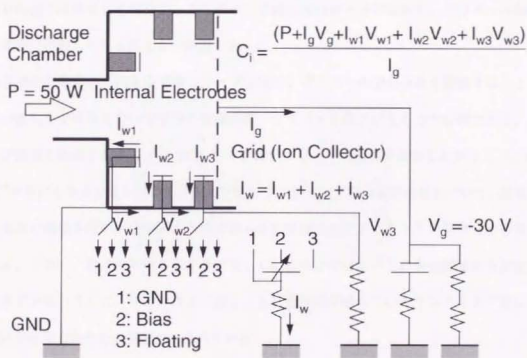 Discharge
Chamber
C_i = (P+I_gV_g+I_w1V_w1+ I_w2V_w2+ I_w3V_w3) / I_g
P = 50 W Internal Electrodes
I_w1
I_g
I_w2
I_w3
Grid (Ion Collector)
I_w = I_w1 + I_w2 + I_w3
V_w1
V_w2
V_w3
V_g = -30 V
1 2 3 1 2 3 1 2 3
1 2 3
1: GND
2: Bias
3: Floating
I_w
GND